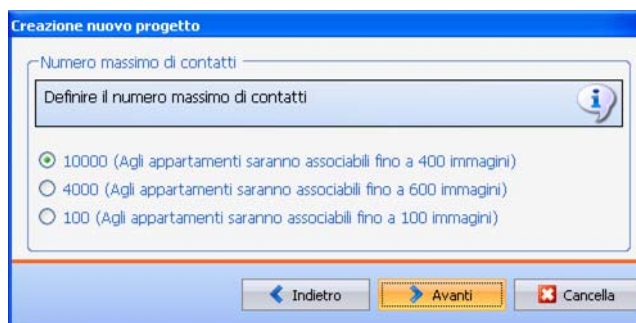 Creazione nuovo progetto
Numero massimo di contatti
Definire il numero massimo di contatti
10000 (Agli appartamenti saranno associabili fino a 400 immagini)
4000 (Agli appartamenti saranno associabili fino a 600 immagini)
100 (Agli appartamenti saranno associabili fino a 100 immagini)
Indietro Avanti Cancella